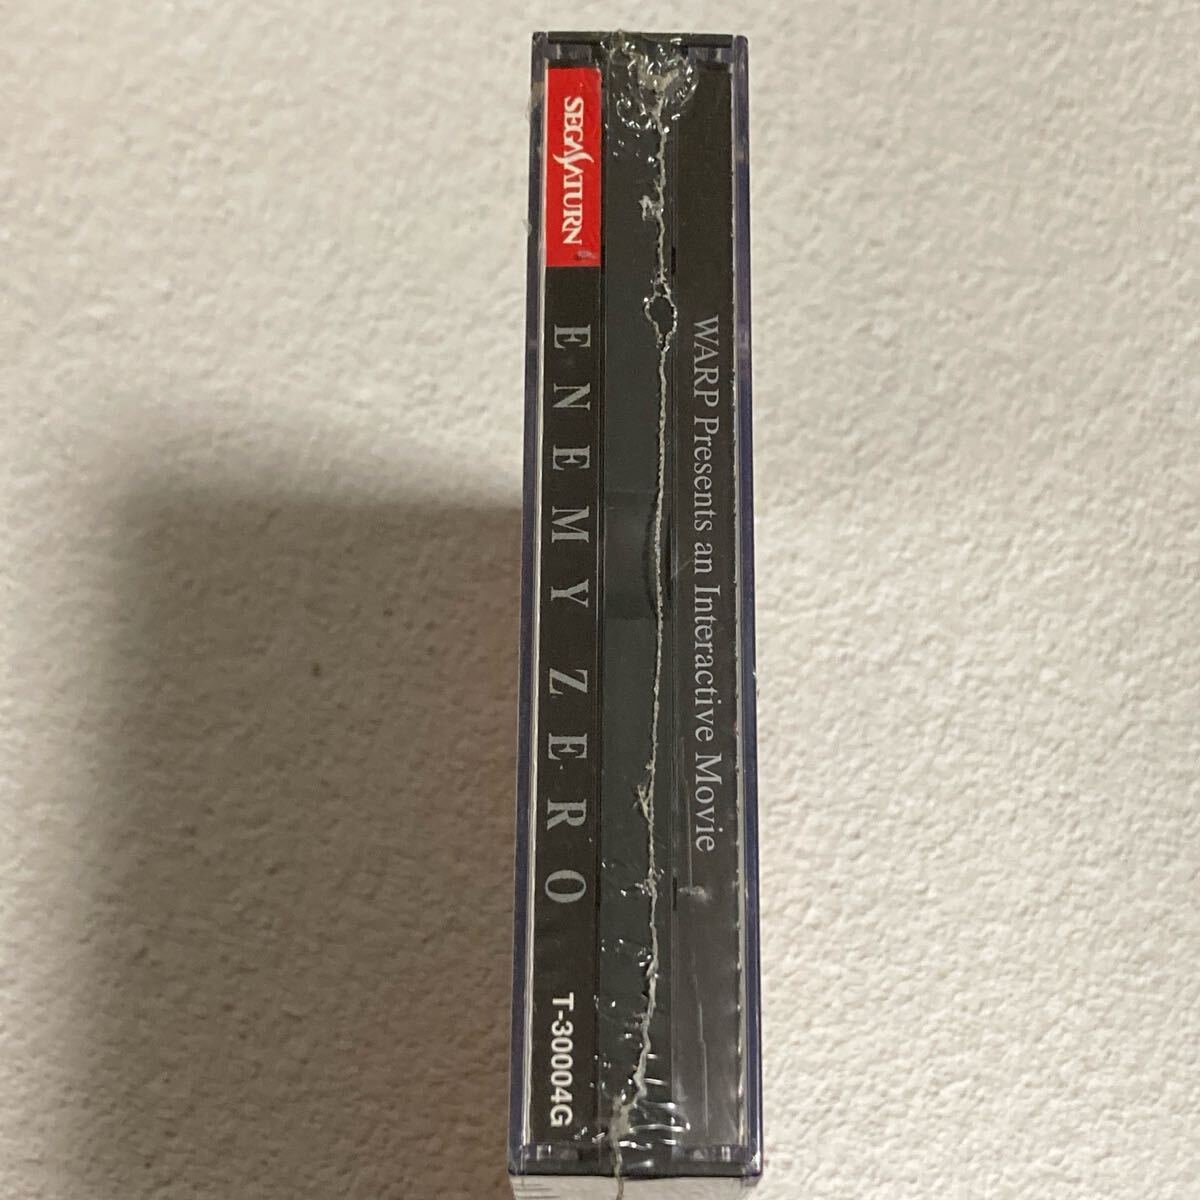 SEGASATURN
ENEMY ZERO
T-30004G
WARP Presents an Interactive Movie